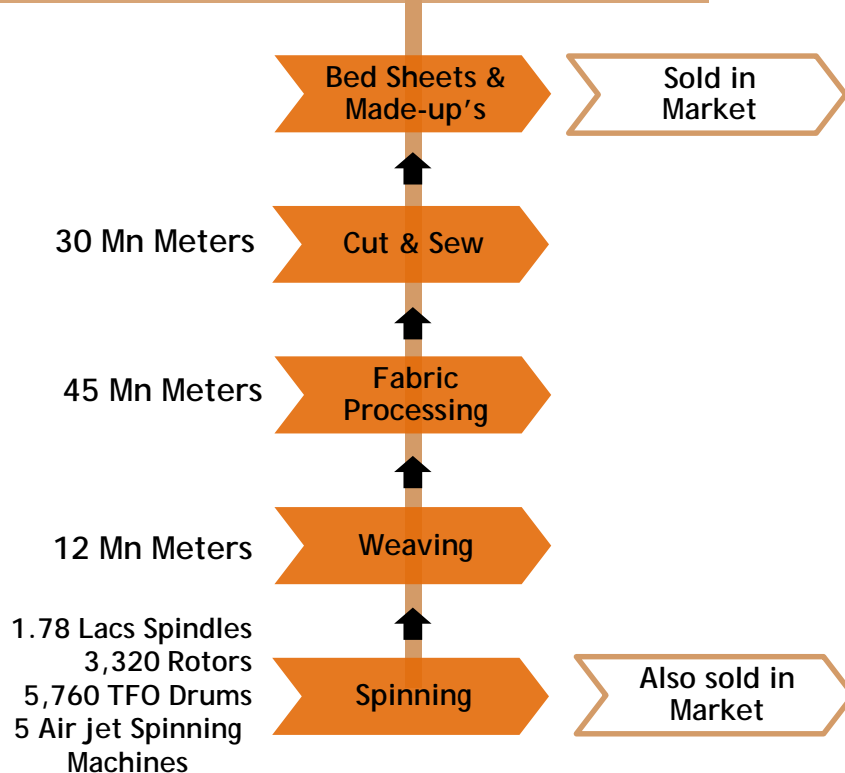 Bed Sheets &
Made-up's
Sold in
Market
30 Mn Meters
Cut & Sew
45 Mn Meters
Fabric
Processing
12 Mn Meters
Weaving
1.78 Lacs Spindles
3,320 Rotors
5,760 TFO Drums
5 Air jet Spinning
Machines
Spinning
Also sold in
Market